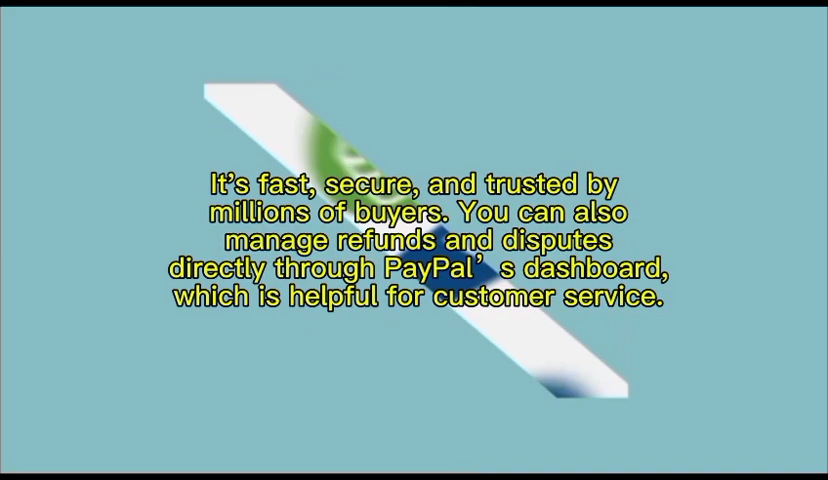 It's fast, secure, and trusted by
millions of buyers. You can also
manage refunds and disputes
directly through PayPal’ s dashboard,
which is helpful for customer service.